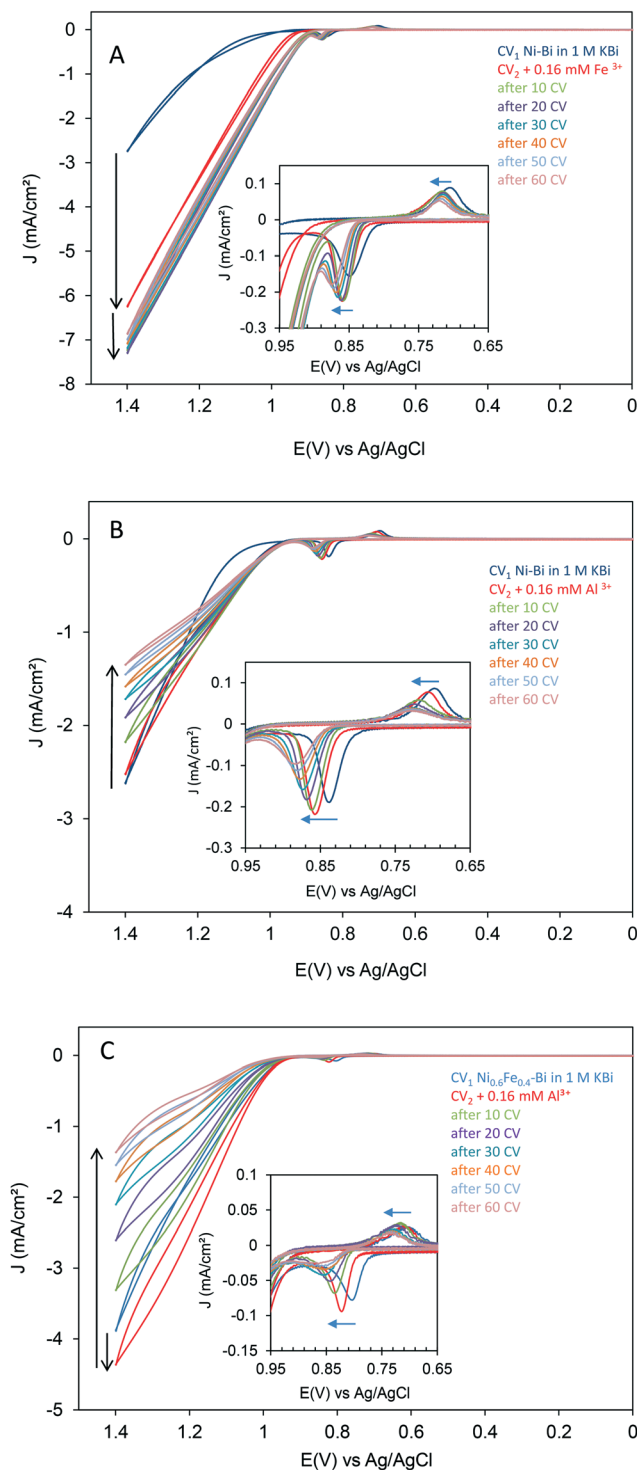 A
CV₁ Ni-Bi in 1 M KBi
CV₂ + 0.16 mM Fe ³⁺
after 10 CV
after 20 CV
after 30 CV
after 40 CV
after 50 CV
after 60 CV
J (mA/cm²)
0
-1
-2
-3
-4
-5
-6
-7
-8
1.4
1.2
1
0.8
0.6
0.4
0.2
0
E(V) vs Ag/AgCl
J (mA/cm²)
0.1
0
-0.1
-0.2
-0.3
0.95
0.85
0.75
0.65
E(V) vs Ag/AgCl
B
CV₁ Ni-Bi in 1 M KBi
CV₂ + 0.16 mM Al ³⁺
after 10 CV
after 20 CV
after 30 CV
after 40 CV
after 50 CV
after 60 CV
J (mA/cm²)
0
-1
-2
-3
-4
1.4
1.2
1
0.8
0.6
0.4
0.2
0
E(V) vs Ag/AgCl
J (mA/cm²)
0.1
0
-0.1
-0.2
-0.3
0.95
0.85
0.75
0.65
E(V) vs Ag/AgCl
C
CV₁ Ni₀.₆Fe₀.₄-Bi in 1 M KBi
CV₂ + 0.16 mM Al³⁺
after 10 CV
after 20 CV
after 30 CV
after 40 CV
after 50 CV
after 60 CV
J (mA/cm²)
0
-1
-2
-3
-4
-5
1.4
1.2
1
0.8
0.6
0.4
0.2
0
E(V) vs Ag/AgCl
J (mA/cm²)
0.1
0.05
0
-0.05
-0.1
-0.15
0.95
0.85
0.75
0.65
E(V) vs Ag/AgCl